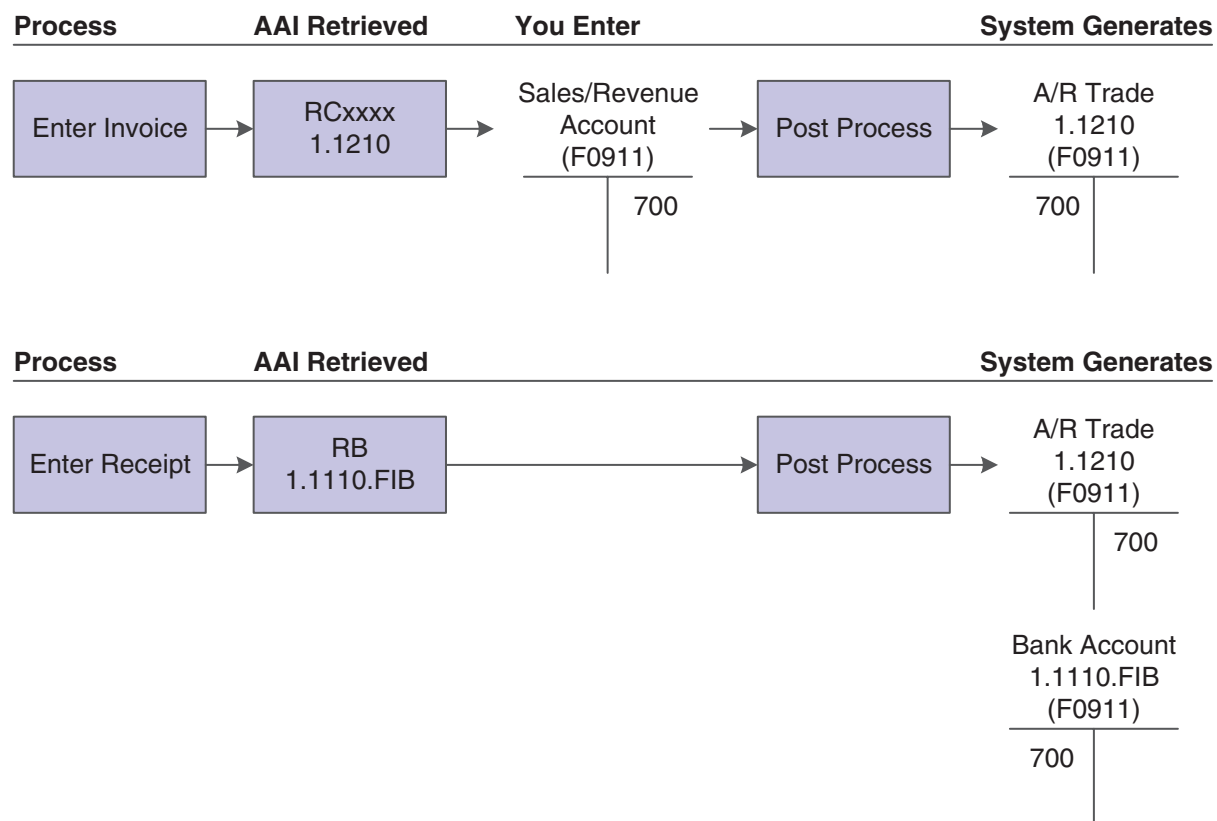 Process AAI Retrieved You Enter System Generates
Enter Invoice
RCxxxx
1.1210
Sales/Revenue
Account
(F0911)
700
Post Process
A/R Trade
1.1210
(F0911)
700
Process AAI Retrieved System Generates
Enter Receipt
RB
1.1110.FIB
Post Process
A/R Trade
1.1210
(F0911)
700
Bank Account
1.1110.FIB
(F0911)
700